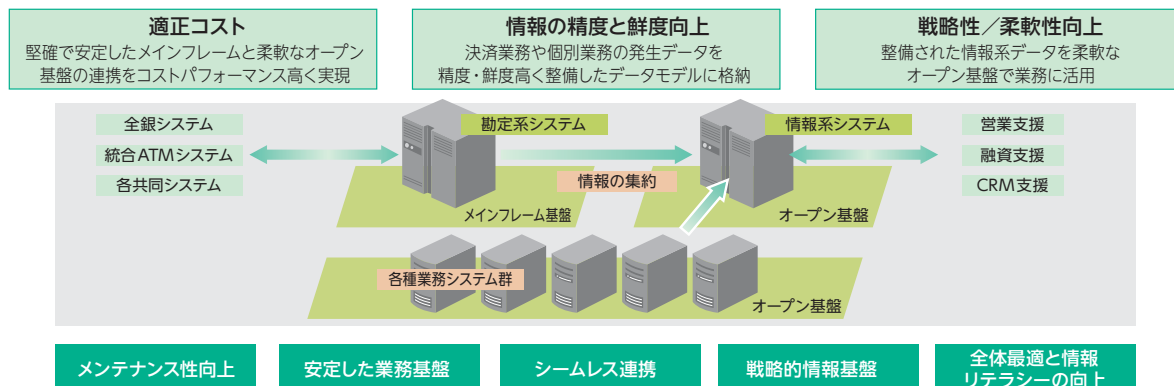 適正コスト
堅確で安定したメインフレームと柔軟なオープン
基盤の連携をコストパフォーマンス高く実現
情報の精度と鮮度向上
決済業務や個別業務の発生データを
精度・鮮度高く整備したデータモデルに格納
戦略性／柔軟性向上
整備された情報系データを柔軟な
オープン基盤で業務に活用
全銀システム
統合ATMシステム
各共同システム
勘定系システム
情報系システム
営業支援
融資支援
CRM支援
情報の集約
メインフレーム基盤
オープン基盤
各種業務システム群
オープン基盤
メンテナンス性向上
安定した業務基盤
シームレス連携
戦略的情報基盤
全体最適と情報
リテラシーの向上